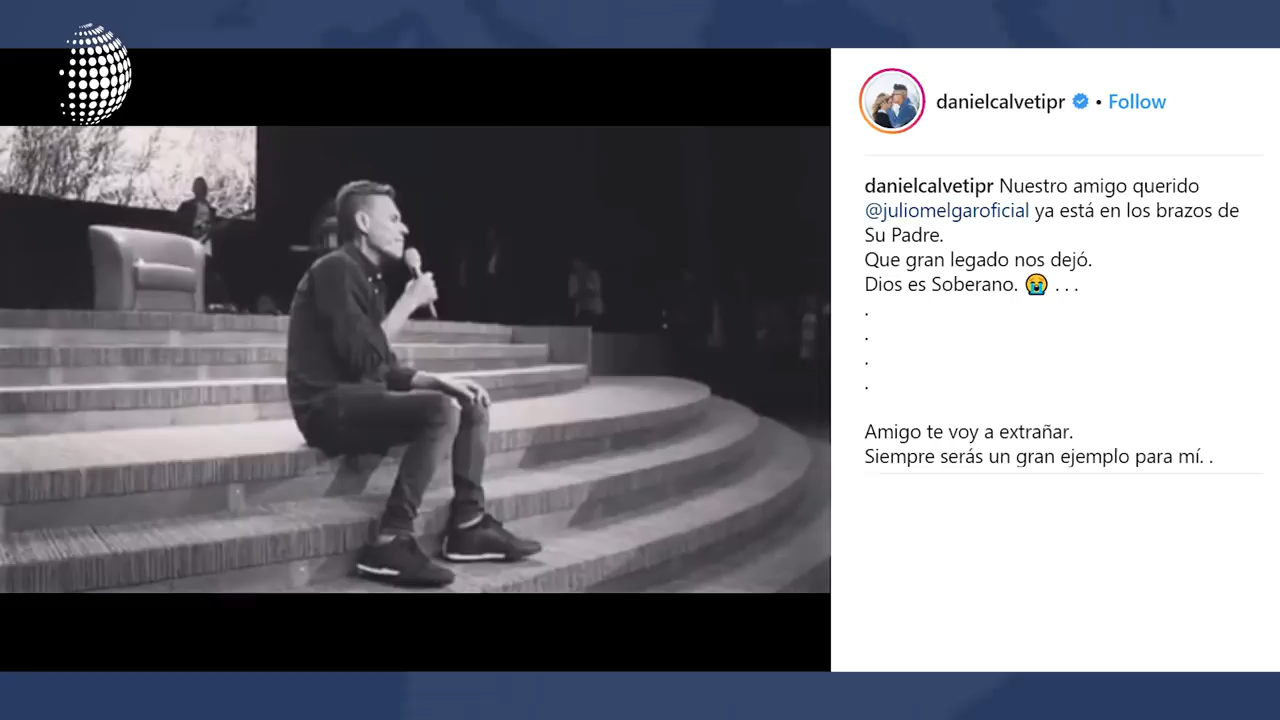 danielcalvetipr • Follow
danielcalvetipr Nuestro amigo querido
@juliomelgaroficial ya está en los brazos de
Su Padre.
Que gran legado nos dejó.
Dios es Soberano. 😭 . . .
.
.
.
.
Amigo te voy a extrañar.
Siempre serás un gran ejemplo para mí. .